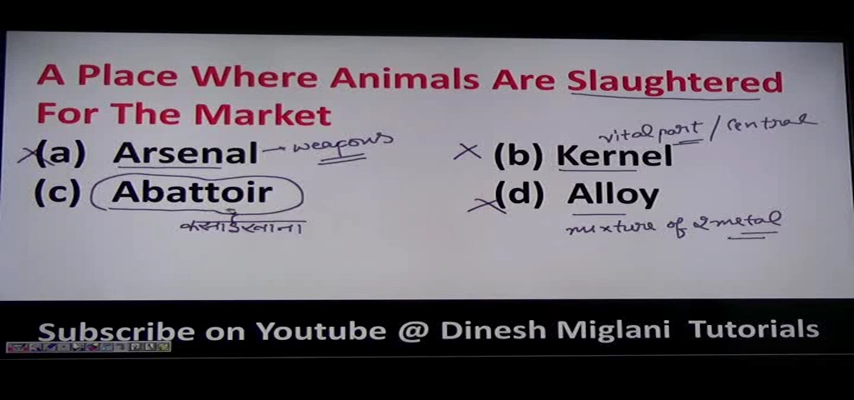 A Place Where Animals Are Slaughtered
For The Market
(a) Arsenal - weapons
(b) Kernel vital part / central
(c) Abattoir
कसाईखाना
(d) Alloy
mixture of 2 metal
Subscribe on Youtube @ Dinesh Miglani Tutorials